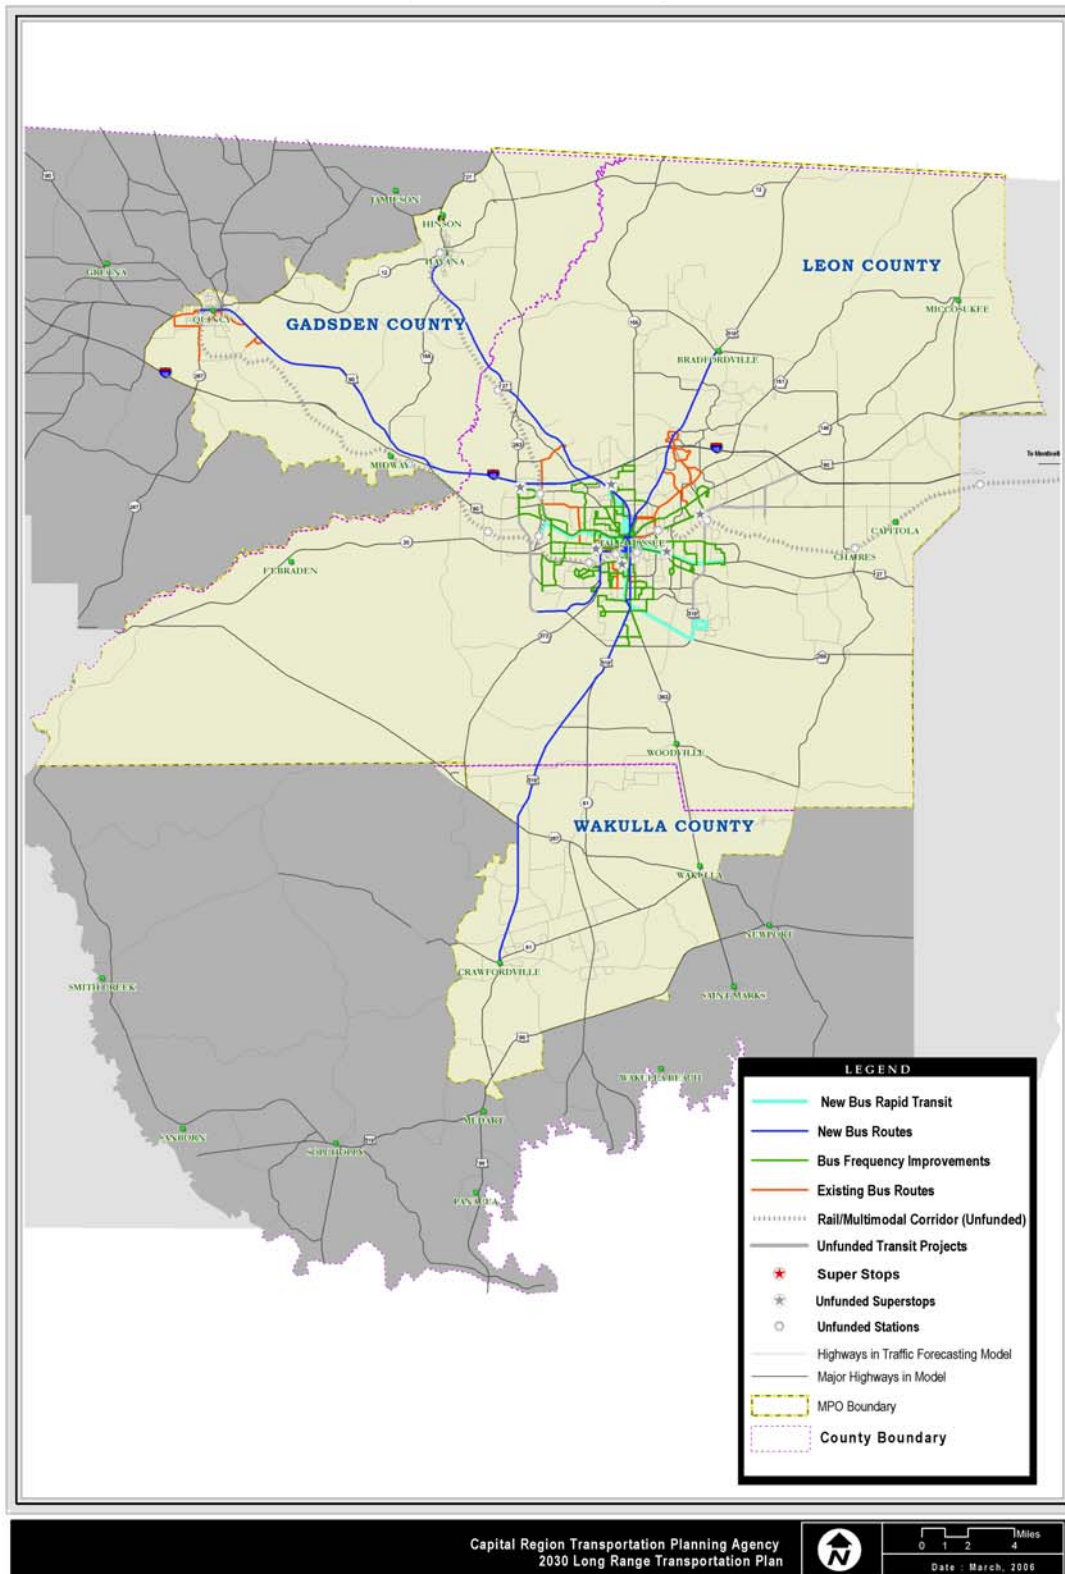 JAMIESON
HINSON
HAVANA
GRETNA
QUINCY
GADSDEN COUNTY
LEON COUNTY
MICCOSUKEE
BRADFORDVILLE
MIDWAY
To Monticello
CAPITOLA
CHAIRES
TALLAHASSEE
FT.BRADEN
WOODVILLE
WAKULLA COUNTY
WAKULLA
NEWPORT
CRAWFORDVILLE
SMITH CREEK
SAINT MARKS
WAKULLA BEACH
MEDART
SANBORN
SOPCHOPPY
PANACEA
LEGEND
New Bus Rapid Transit
New Bus Routes
Bus Frequency Improvements
Existing Bus Routes
Rail/Multimodal Corridor (Unfunded)
Unfunded Transit Projects
Super Stops
Unfunded Superstops
Unfunded Stations
Highways in Traffic Forecasting Model
Major Highways in Model
MPO Boundary
County Boundary
Capital Region Transportation Planning Agency
2030 Long Range Transportation Plan
N
Miles
0 1 2 4
Date : March, 2006